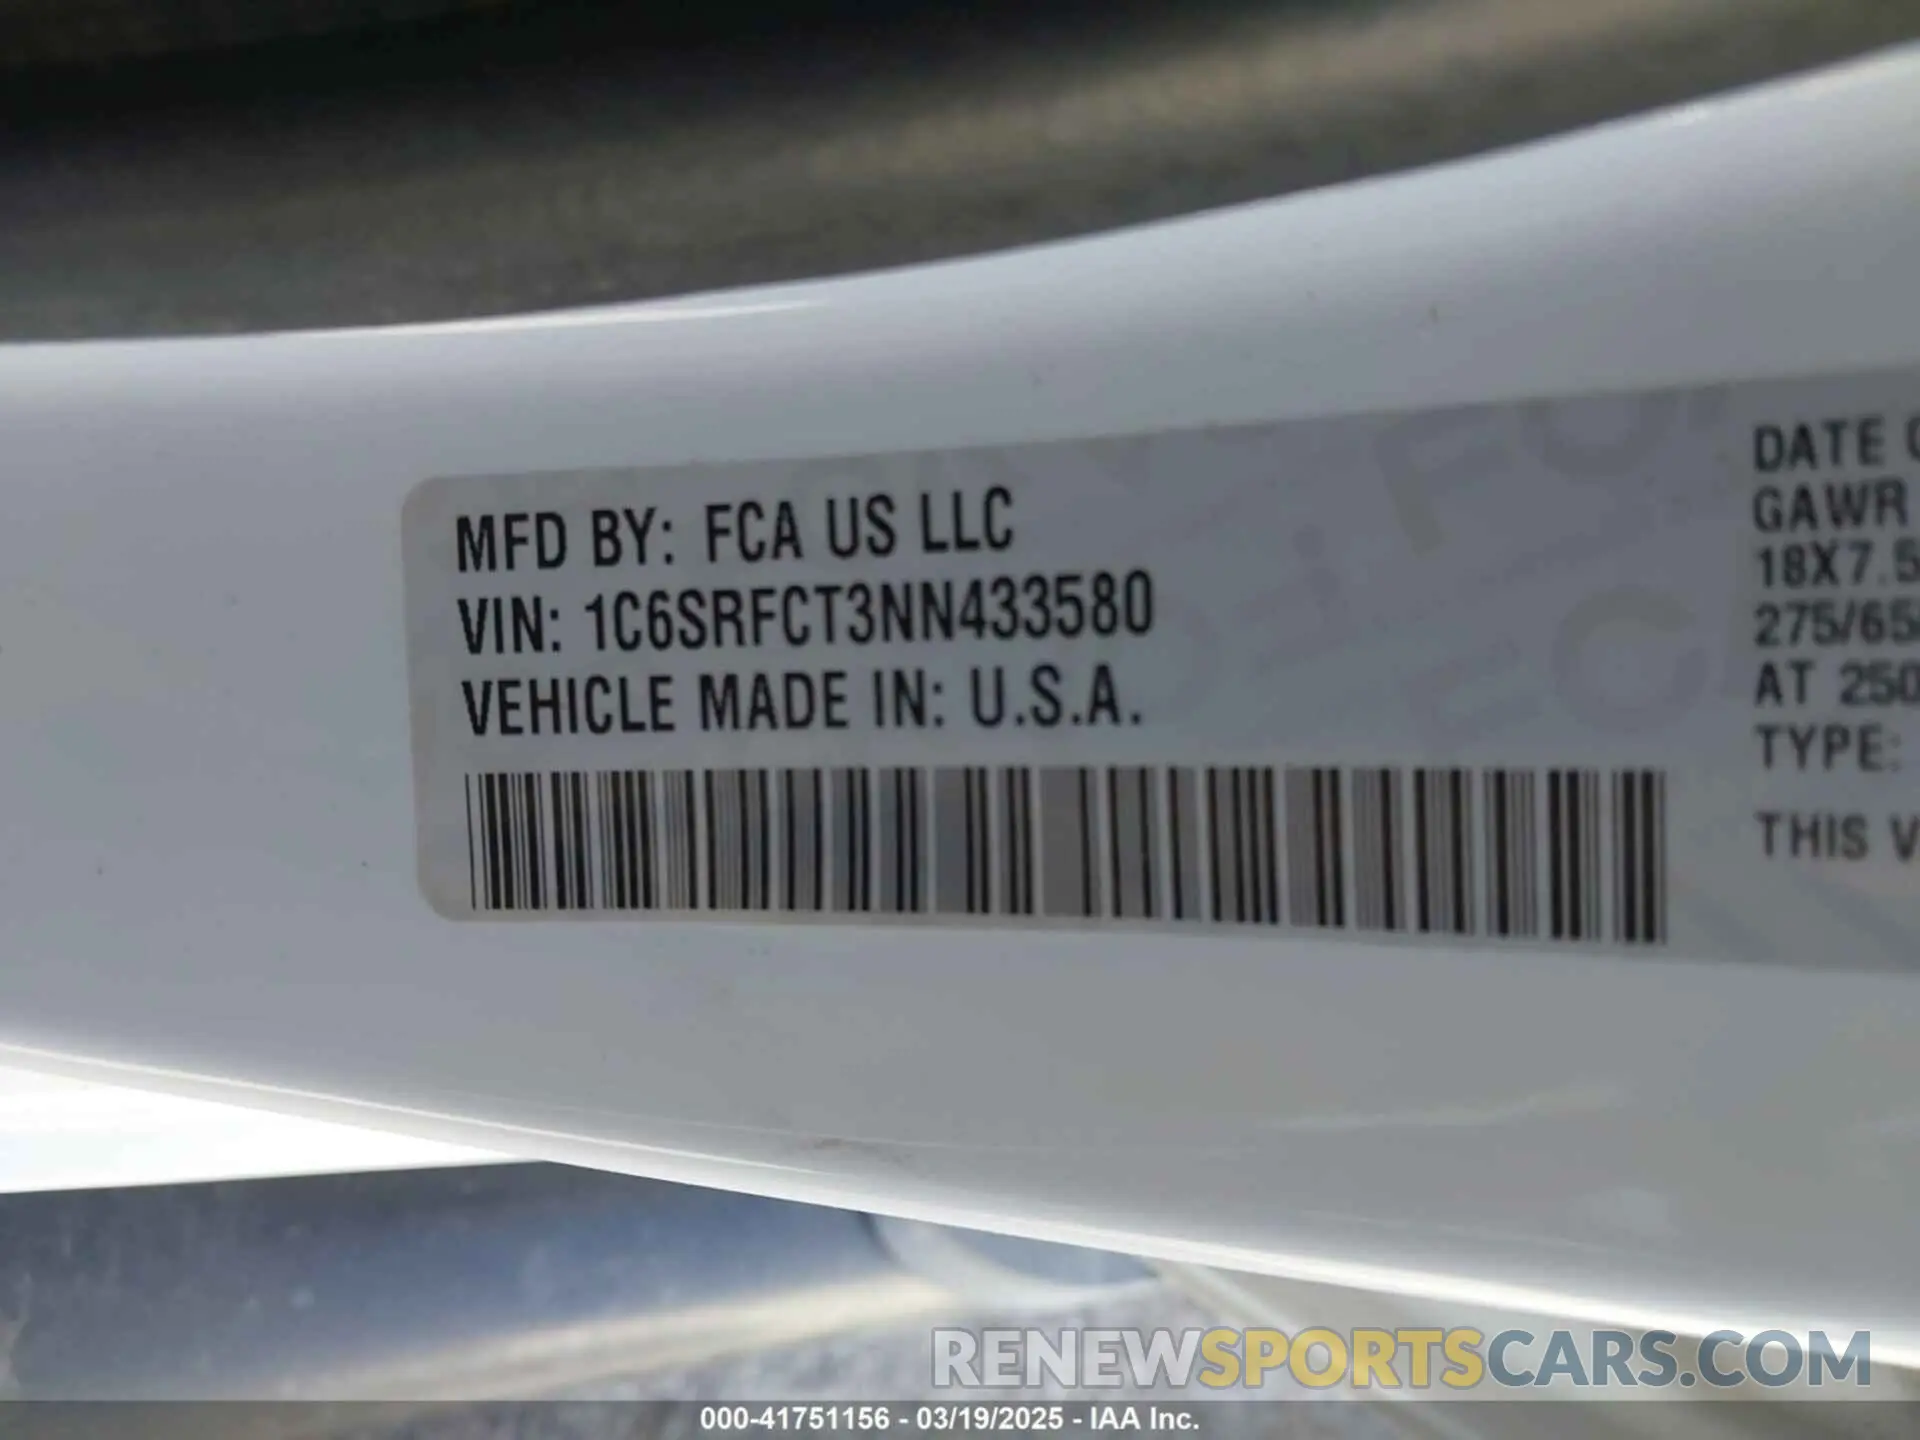 MFD BY: FCA US LLC
VIN: 1C6SRFCT3NN433580
VEHICLE MADE IN: U.S.A.
DATE
GAWR
18X7.5
275/65
AT 250
TYPE:
THIS V
RENEWSPORTSCARS.COM
000-41751156 - 03/19/2025 - IAA Inc.